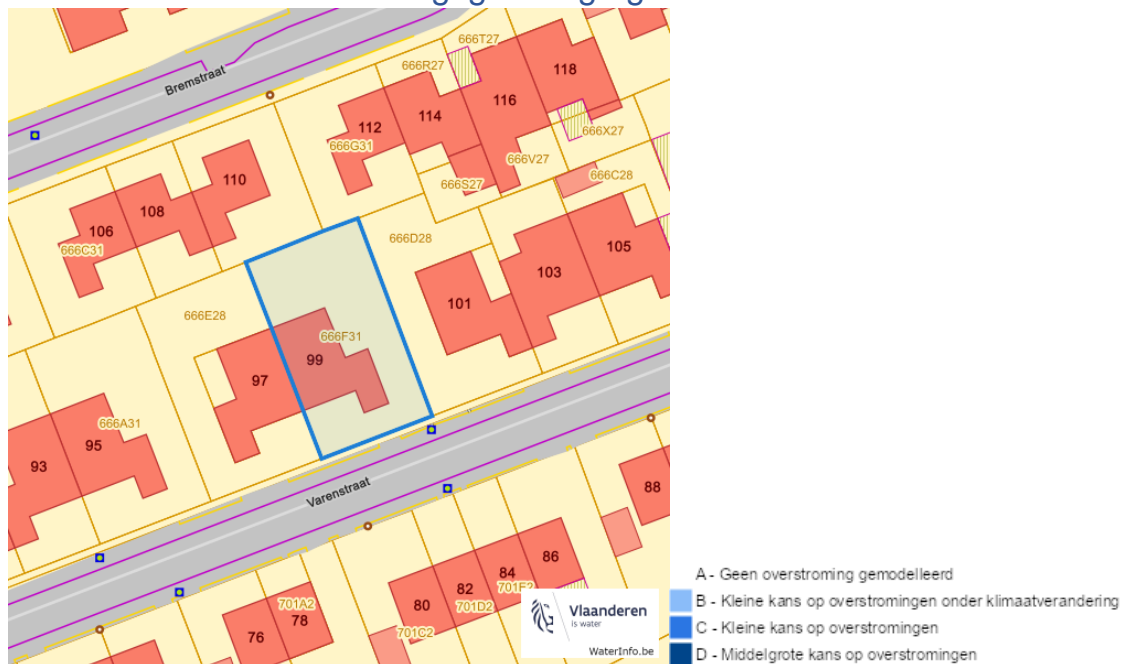 Bremstraat
666T27
666R27
118
116
114
112
666G31
666X27
666V27
666S27
666C28
110
108
106
666C31
666D28
105
103
101
666E28
666F31
99
97
666A31
95
93
Varenstraat
88
86
84
82
80
701F2
701D2
701C2
701A2
78
76
Vlaanderen
is water
WaterInfo.be
A - Geen overstroming gemodelleerd
B - Kleine kans op overstromingen onder klimaatverandering
C - Kleine kans op overstromingen
D - Middelgrote kans op overstromingen